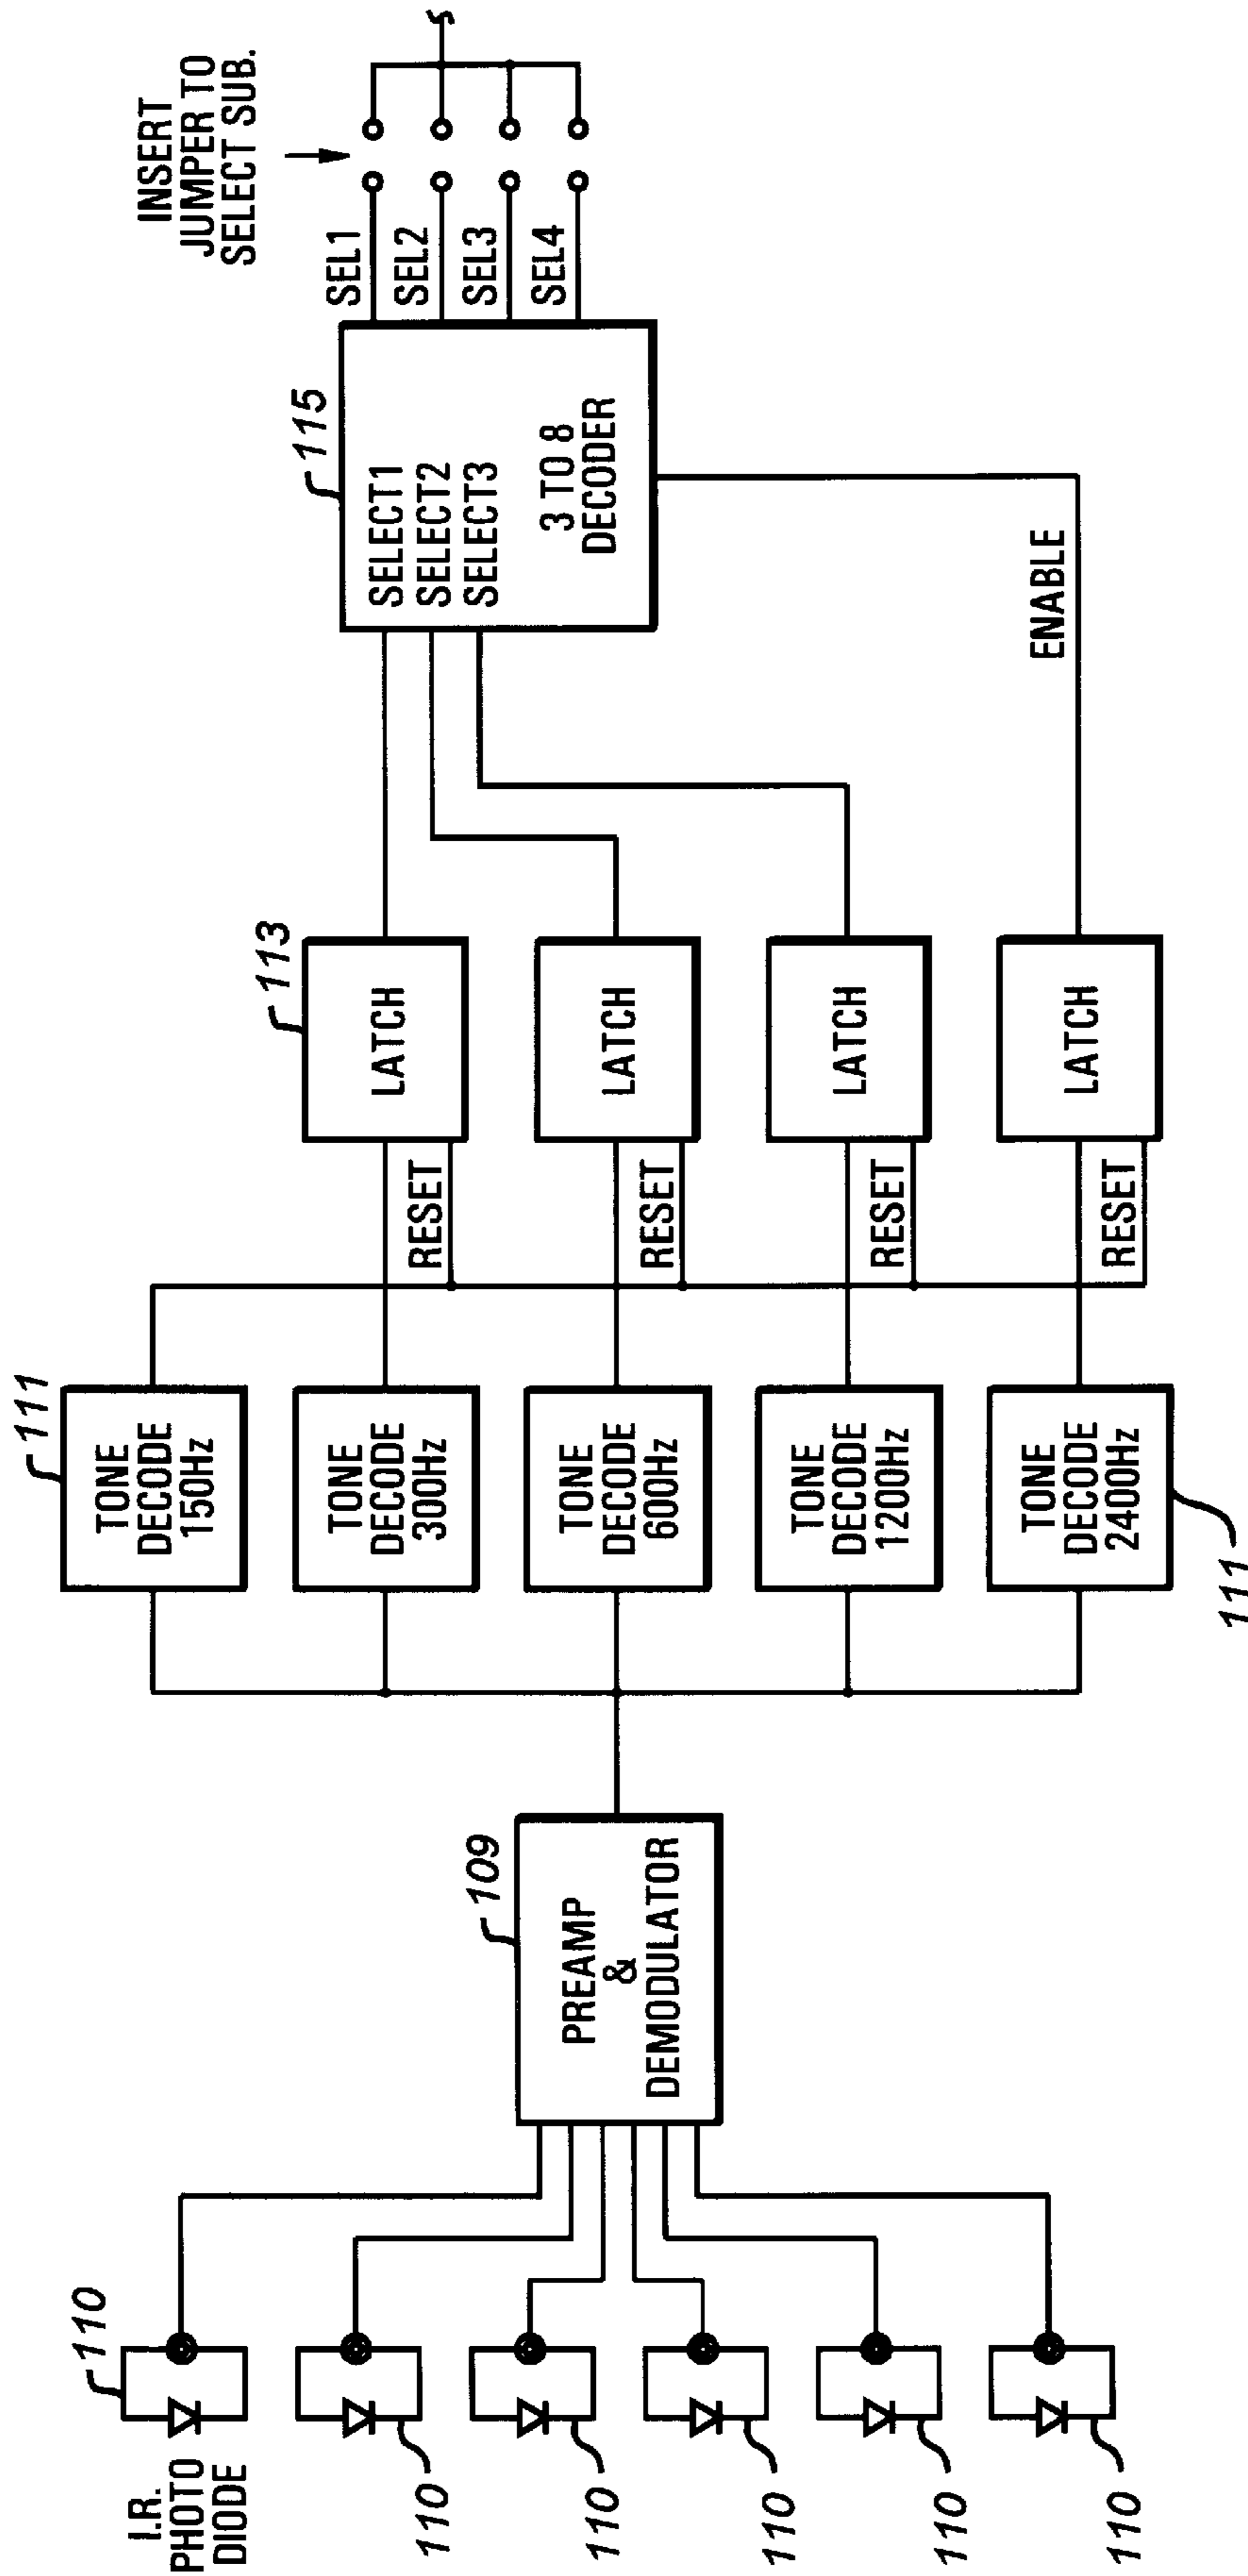 I.R.
PHOTO
DIODE
110
110
110
110
110
110
109
PREAMP
&
DEMODULATOR
111
TONE
DECODE
150Hz
TONE
DECODE
300Hz
TONE
DECODE
600Hz
TONE
DECODE
1200Hz
TONE
DECODE
2400Hz
111
RESET
RESET
RESET
RESET
113
LATCH
LATCH
LATCH
LATCH
ENABLE
115
SELECT1
SELECT2
SELECT3
3 TO 8
DECODER
SEL1
SEL2
SEL3
SEL4
INSERT
JUMPER TO
SELECT SUB.